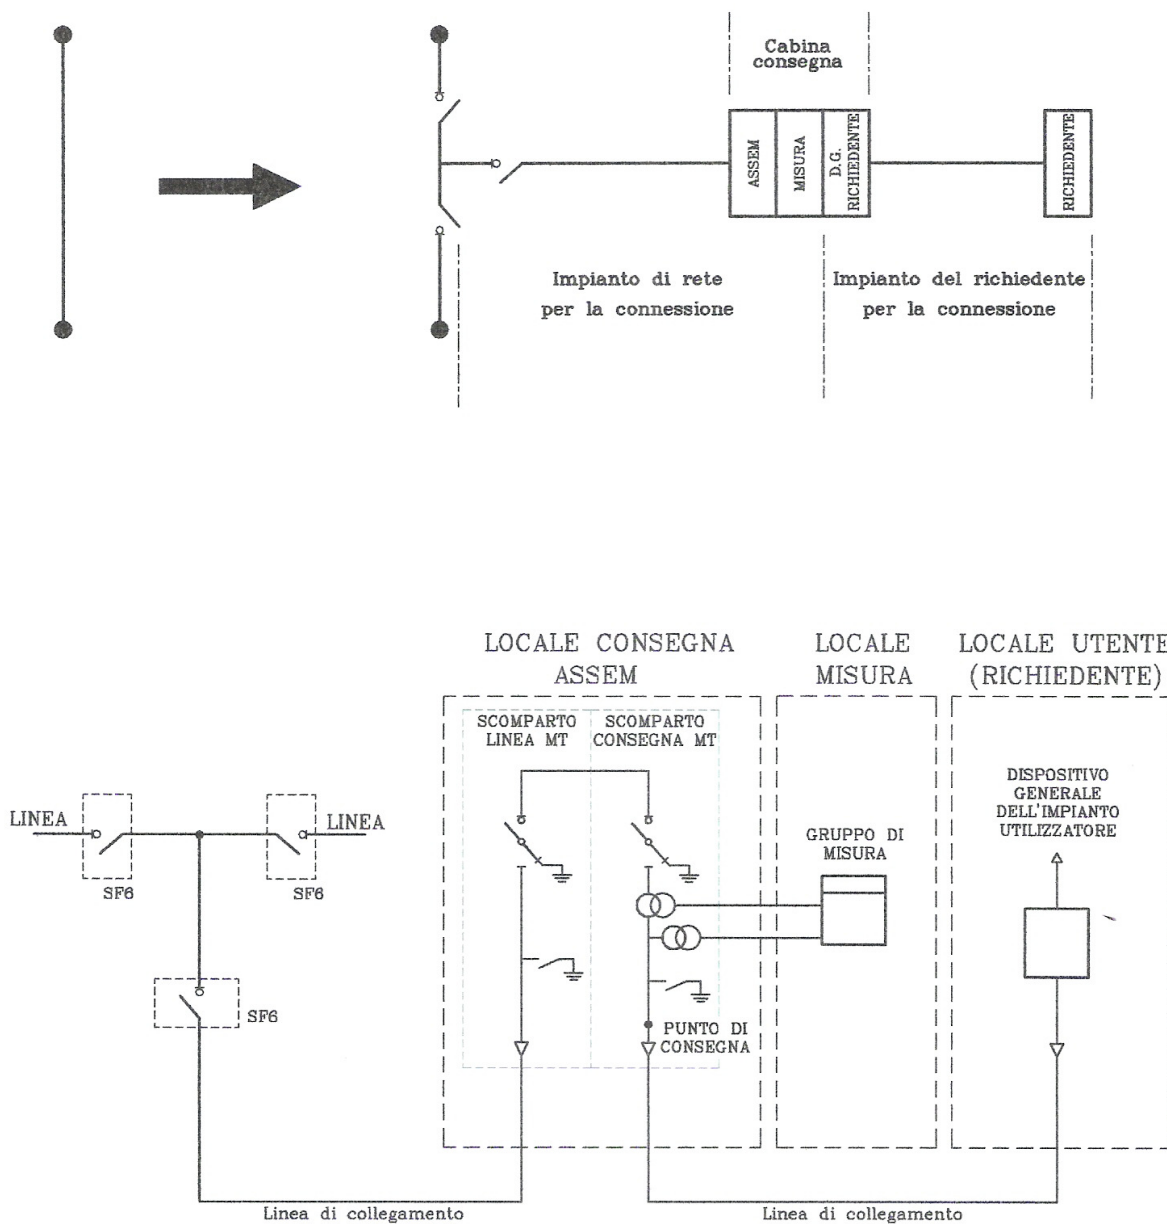 Cabina
consegna
ASSEM
MISURA
D.G.
RICHIEDENTE
RICHIEDENTE
Impianto di rete
per la connessione
Impianto del richiedente
per la connessione
LOCALE CONSEGNA
ASSEM
LOCALE
MISURA
LOCALE UTENTE
(RICHIEDENTE)
SCOMPARTO
LINEA MT
SCOMPARTO
CONSEGNA MT
DISPOSITIVO
GENERALE
DELL'IMPIANTO
UTILIZZATORE
LINEA
LINEA
GRUPPO DI
MISURA
SF6
SF6
SF6
PUNTO DI
CONSEGNA
Linea di collegamento
Linea di collegamento